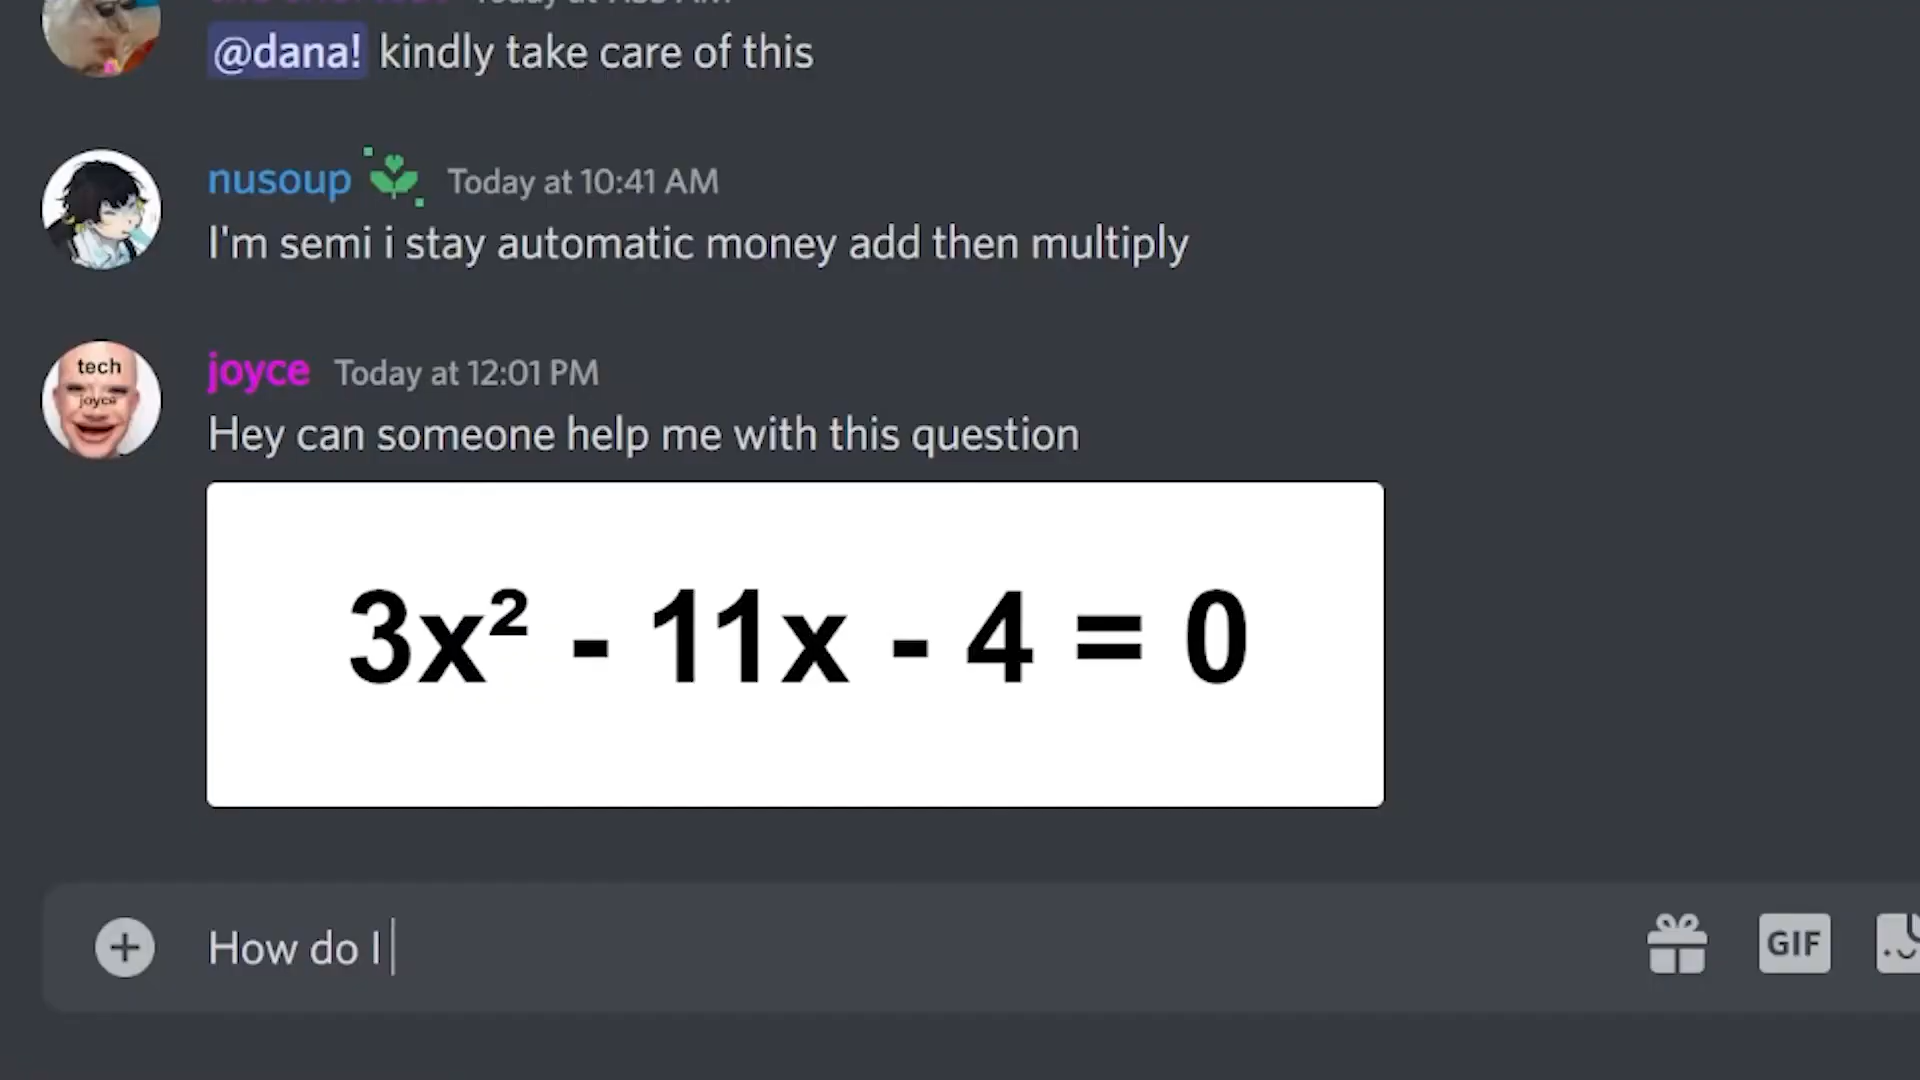 @dana! kindly take care of this
nusoup Today at 10:41 AM
I'm semi i stay automatic money add then multiply
tech
joyce
joyce Today at 12:01 PM
Hey can someone help me with this question
3x² - 11x - 4 = 0
How do I
GIF